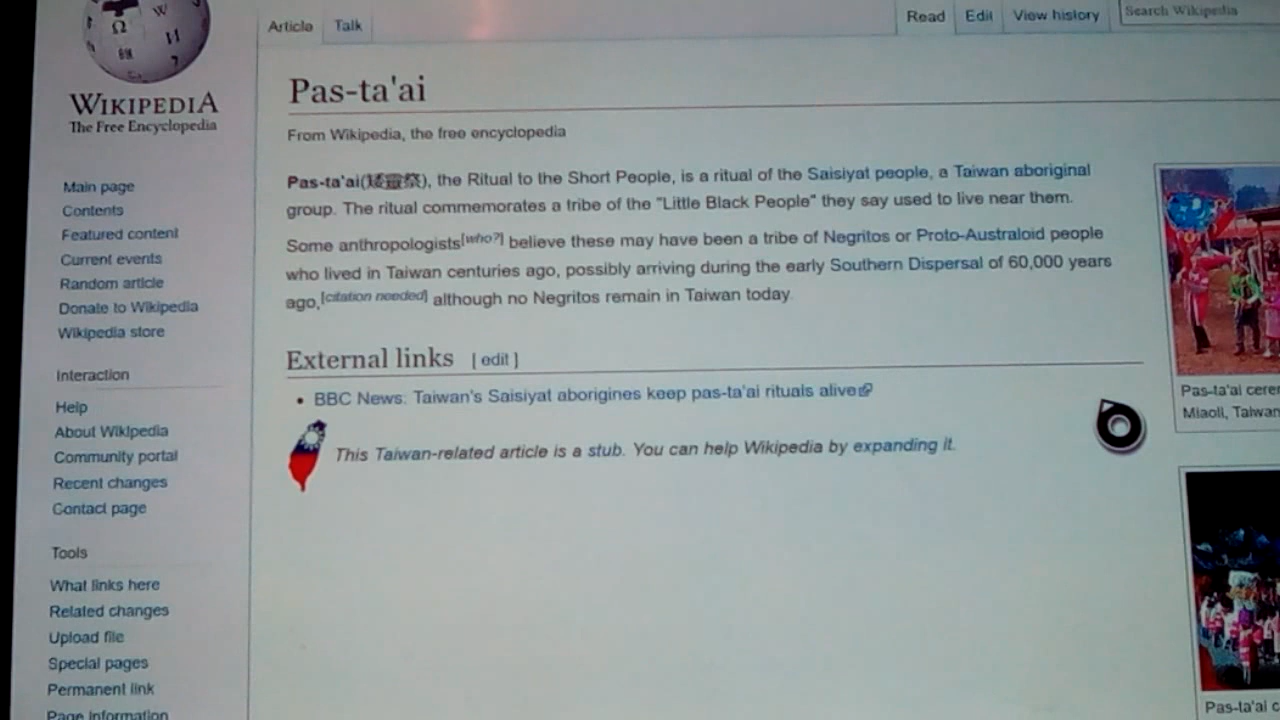 Article Talk Read Edit View history Search Wikipedia
Ω W И
WIKIPEDIA
The Free Encyclopedia
Pas-ta'ai
From Wikipedia, the free encyclopedia
Pas-ta'ai(矮靈祭), the Ritual to the Short People, is a ritual of the Saisiyat people, a Taiwan aboriginal
group. The ritual commemorates a tribe of the "Little Black People" they say used to live near them.
Some anthropologists[who?] believe these may have been a tribe of Negritos or Proto-Australoid people
who lived in Taiwan centuries ago, possibly arriving during the early Southern Dispersal of 60,000 years
ago,[citation needed] although no Negritos remain in Taiwan today.
External links [ edit ]
• BBC News: Taiwan's Saisiyat aborigines keep pas-ta'ai rituals alive
This Taiwan-related article is a stub. You can help Wikipedia by expanding it.
Main page
Contents
Featured content
Current events
Random article
Donate to Wikipedia
Wikipedia store
Interaction
Help
About Wikipedia
Community portal
Recent changes
Contact page
Tools
What links here
Related changes
Upload file
Special pages
Permanent link
Page information
Pas-ta'ai cere
Miaoli, Taiwan
Pas-ta'ai c